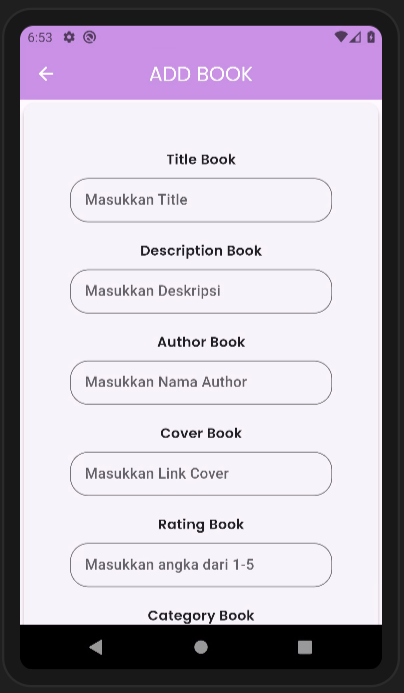 6:53
ADD BOOK
Title Book
Masukkan Title
Description Book
Masukkan Deskripsi
Author Book
Masukkan Nama Author
Cover Book
Masukkan Link Cover
Rating Book
Masukkan angka dari 1-5
Category Book